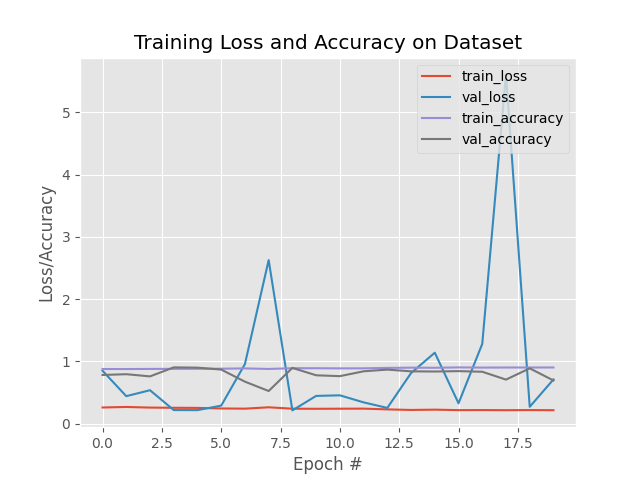 Training Loss and Accuracy on Dataset
train_loss
val_loss
train_accuracy
val_accuracy
Loss/Accuracy
5
4
3
2
1
0
0.0 2.5 5.0 7.5 10.0 12.5 15.0 17.5
Epoch #